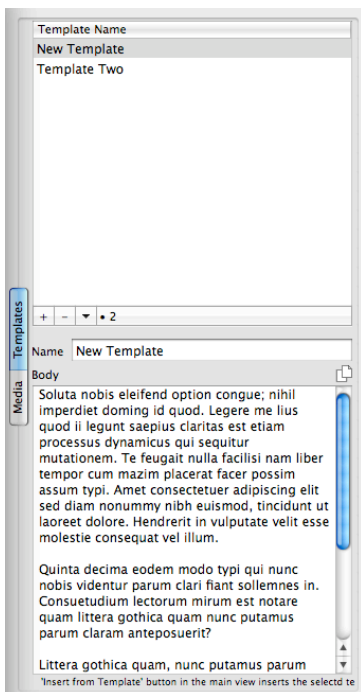 Template Name
New Template
Template Two
+ - ▼ • 2
Templates
Media
Name New Template
Body
Soluta nobis eleifend option congue; nihil
imperdiet doming id quod. Legere me lius
quod ii legunt saepius claritas est etiam
processus dynamicus qui sequitur
mutationem. Te feugait nulla facilisi nam liber
tempor cum mazim placerat facer possim
assum typi. Amet consectetuer adipiscing elit
sed diam nonummy nibh euismod, tincidunt ut
laoreet dolore. Hendrerit in vulputate velit esse
molestie consequat vel illum.
Quinta decima eodem modo typi qui nunc
nobis videntur parum clari fiant sollemnes in.
Consuetudium lectorum mirum est notare
quam littera gothica quam nunc putamus
parum claram anteposuerit?
Littera gothica quam, nunc putamus parum
'Insert from Template' button in the main view inserts the selectd te